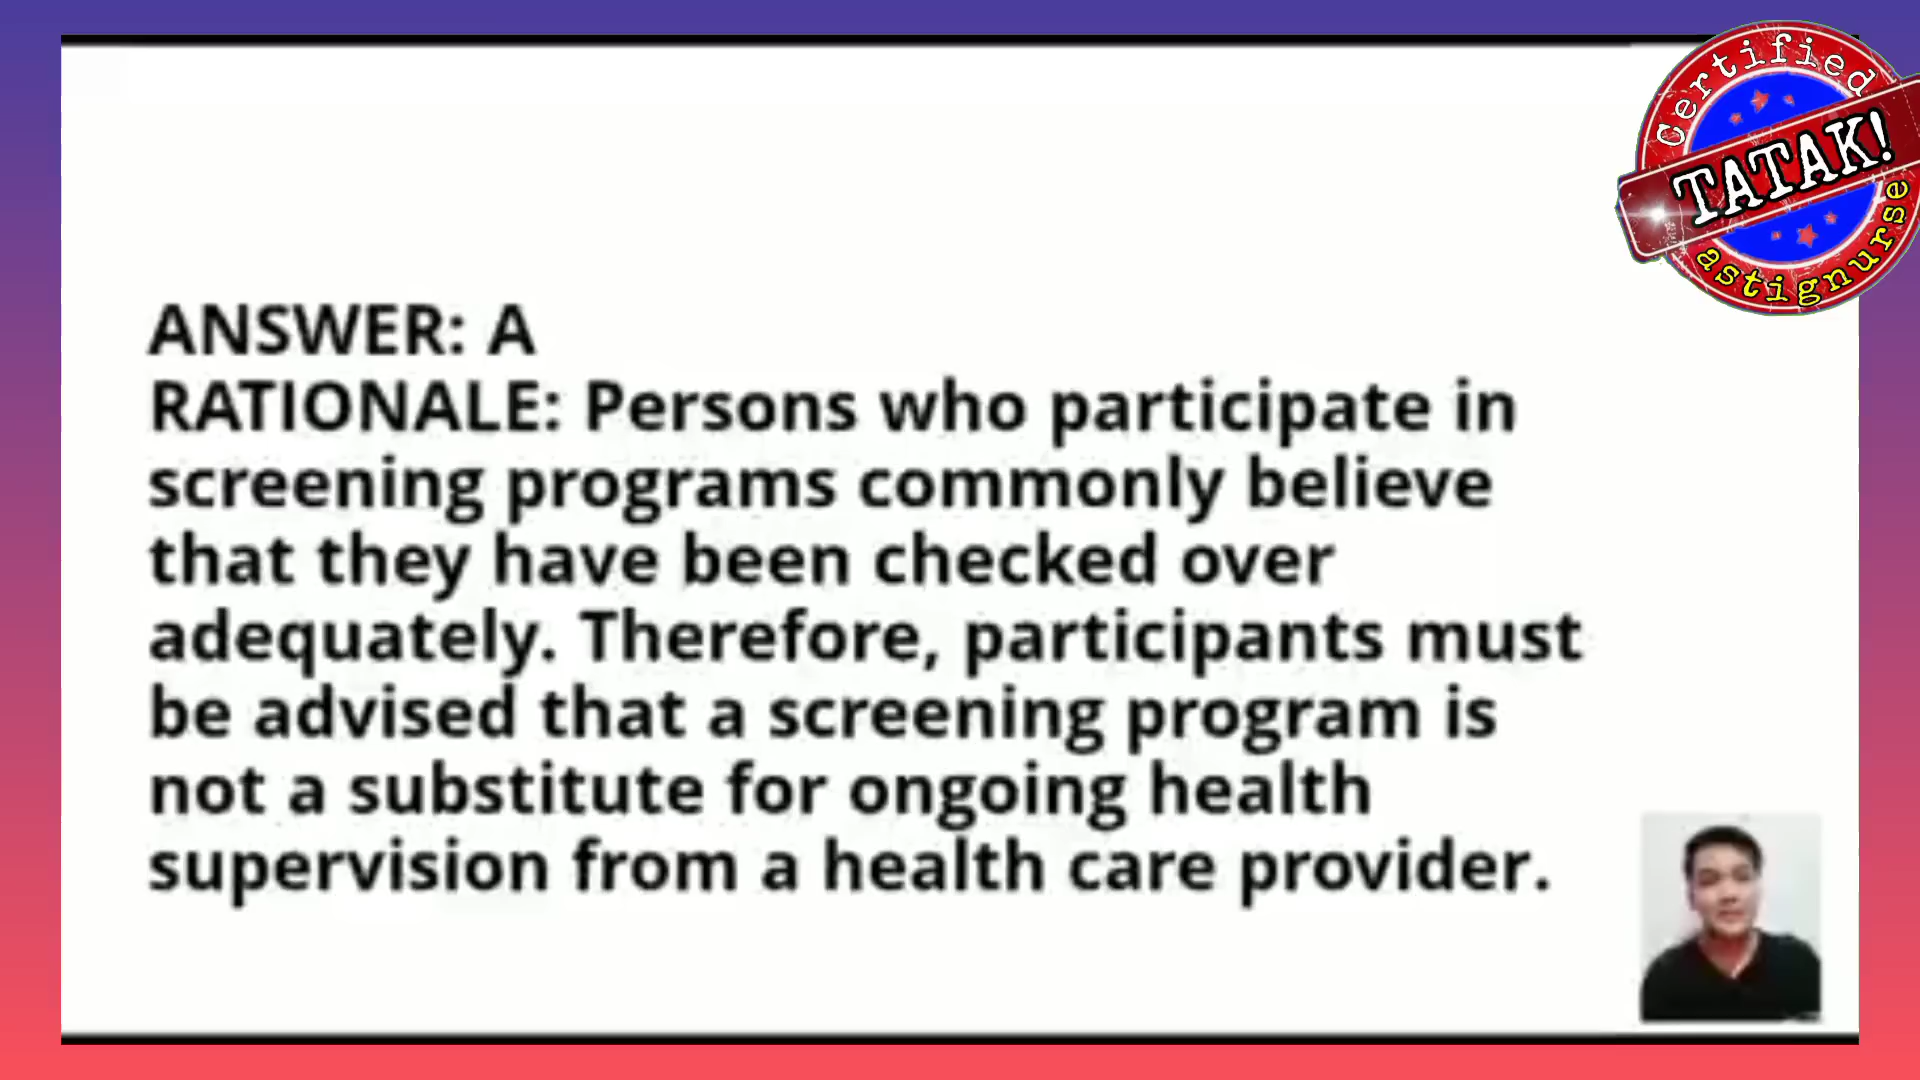 Certified
TATAK!
astignurse
ANSWER: A
RATIONALE: Persons who participate in
screening programs commonly believe
that they have been checked over
adequately. Therefore, participants must
be advised that a screening program is
not a substitute for ongoing health
supervision from a health care provider.